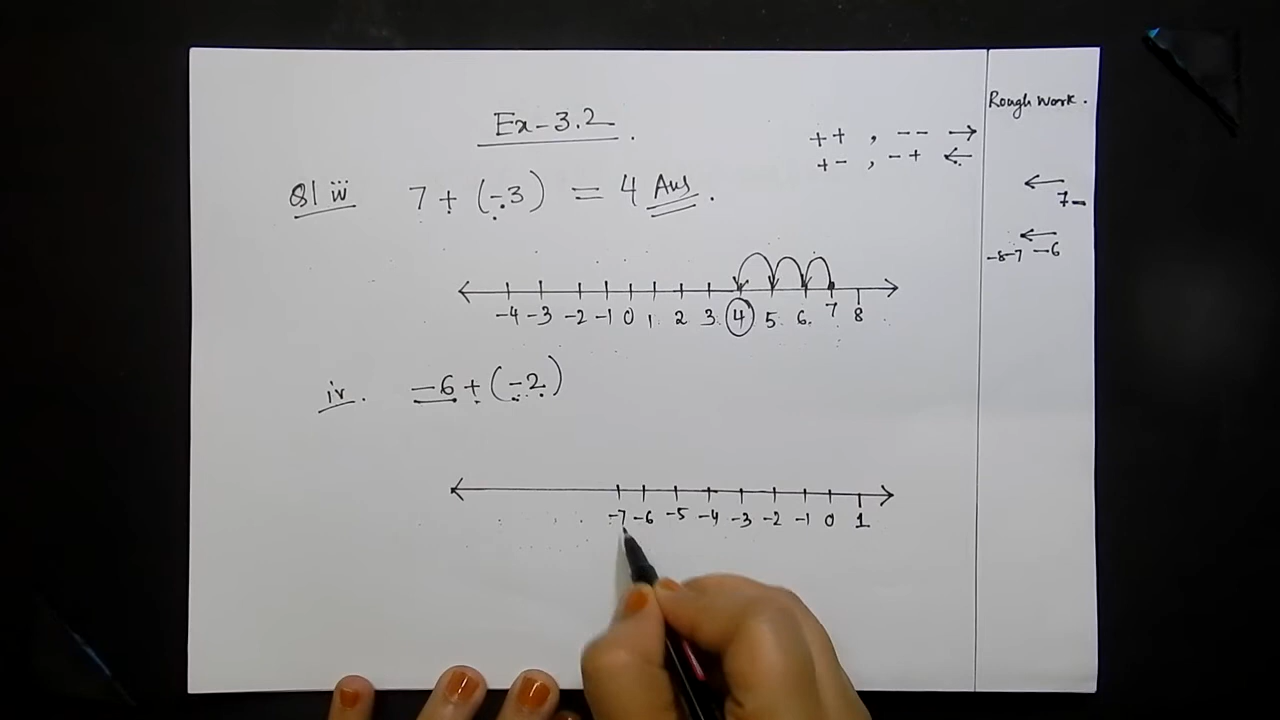 Ex-3.2.
Rough work.
++ , -- →
+- , -+ ←
Q1 iii 7 + (-3) = 4 Ans.
←
7-
←
-8-7 -6
-4 -3 -2 -1 0 1 2 3 4 5 6 7 8
iv. -6 + (-2)
-7 -6 -5 -4 -3 -2 -1 0 1